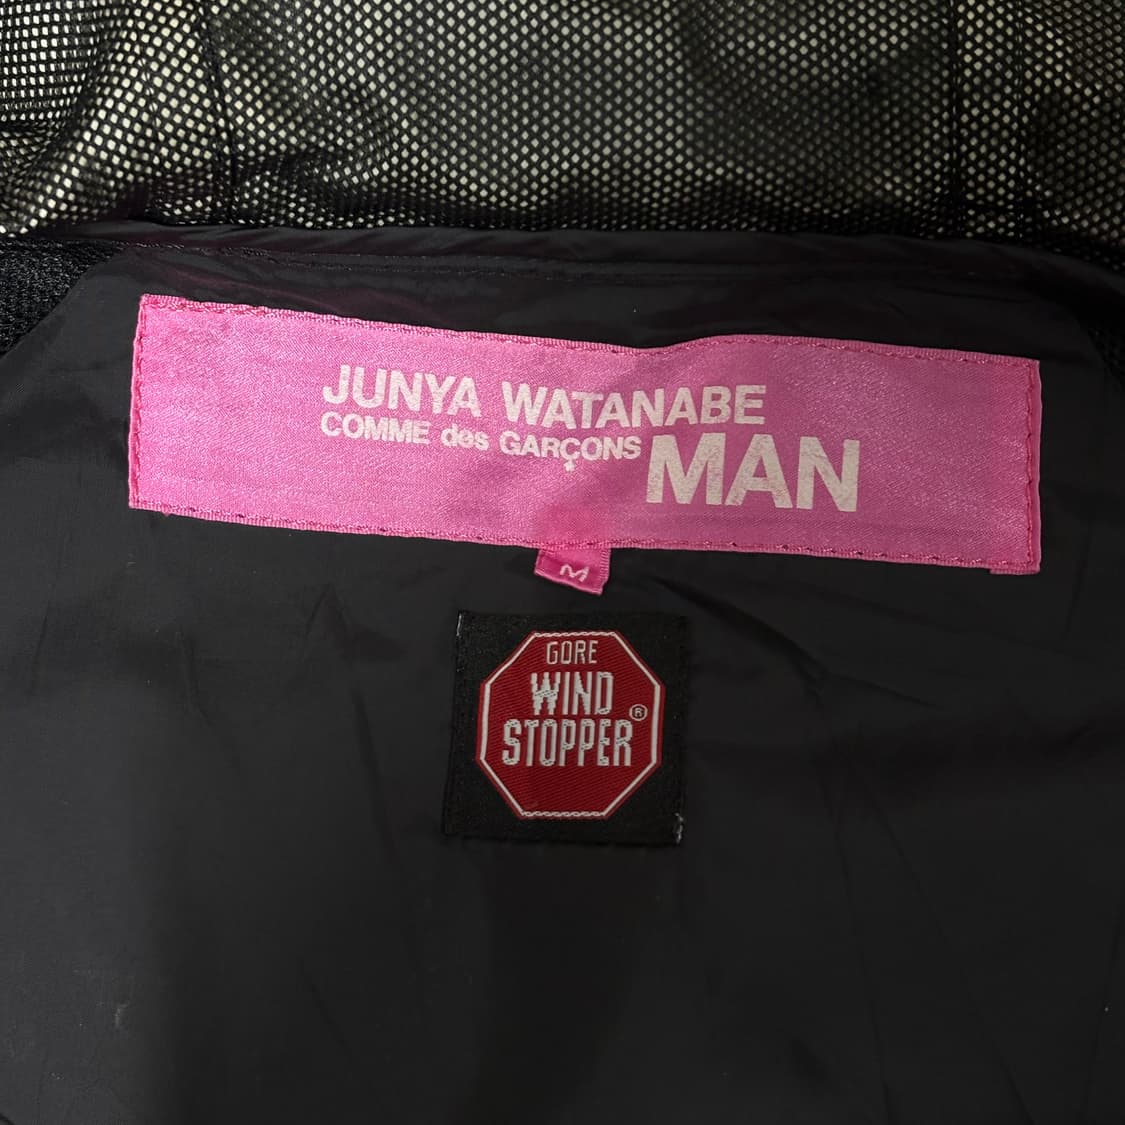 JUNYA WATANABE
COMME des GARÇONS MAN
M
GORE
WIND
STOPPER®